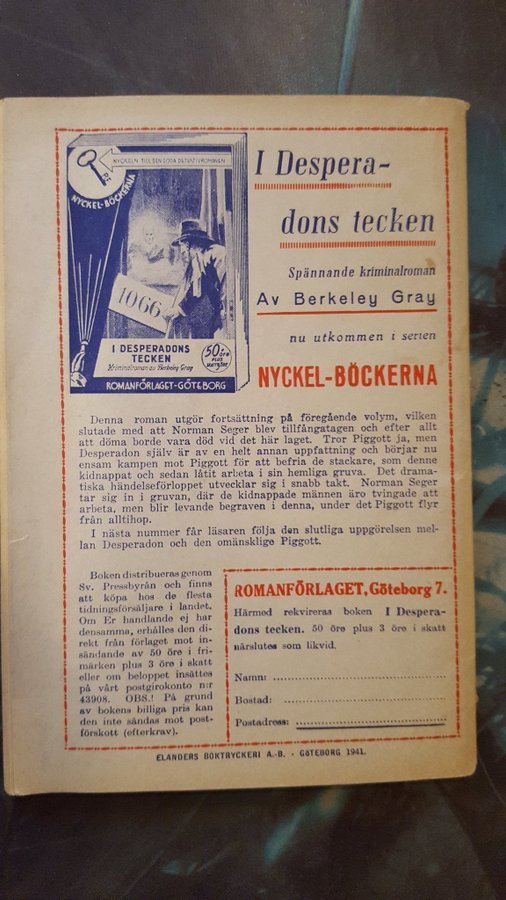 NYCKELN TILL DEN GODA DETEKTIVROMANEN
P.E
NYCKEL-BÖCKERNA
1066
I DESPERADONS
TECKEN
Kriminalroman av Berkeley Gray
50 öre
PLUS
SKATT 3 ÖRE
ROMANFÖRLAGET-GÖTEBORG
I Despera-
dons tecken
Spännande kriminalroman
Av Berkeley Gray
nu utkommen i serien
NYCKEL-BÖCKERNA
Denna roman utgör fortsättning på föregående volym, vilken
slutade med att Norman Seger blev tillfångatagen och efter allt
att döma borde vara död vid det här laget. Tror Piggott ja, men
Desperadon själv är av en helt annan uppfattning och börjar nu
ensam kampen mot Piggott för att befria de stackare, som denne
kidnappat och sedan låtit arbeta i sin hemliga gruva. Det drama-
tiska händelseförloppet utvecklar sig i snabb takt. Norman Seger
tar sig in i gruvan, där de kidnappade männen äro tvingade att
arbeta, men blir levande begraven i denna, under det Piggott flyr
från alltihop.
I nästa nummer får läsaren följa den slutliga uppgörelsen mel-
lan Desperadon och den omänsklige Piggott.
Boken distribueras genom
Sv. Pressbyrån och finns
att köpa hos de flesta
tidningsförsäljare i landet.
Om Er handlande ej har
densamma, erhålles den di-
rekt från förlaget mot in-
sändande av 50 öre i fri-
märken plus 3 öre i skatt
eller om beloppet insättes
på vårt postgirokonto n:r
43908. OBS.! På grund
av bokens billiga pris kan
den inte sändas mot post-
förskott (efterkrav).
ROMANFÖRLAGET, Göteborg 7.
Härmed rekvireras boken I Despera-
dons tecken. 50 öre plus 3 öre i skatt
närslutes som likvid.
Namn:
Bostad:
Postadress:
ELANDERS BOKTRYCKERI A.-B. - GÖTEBORG 1941.